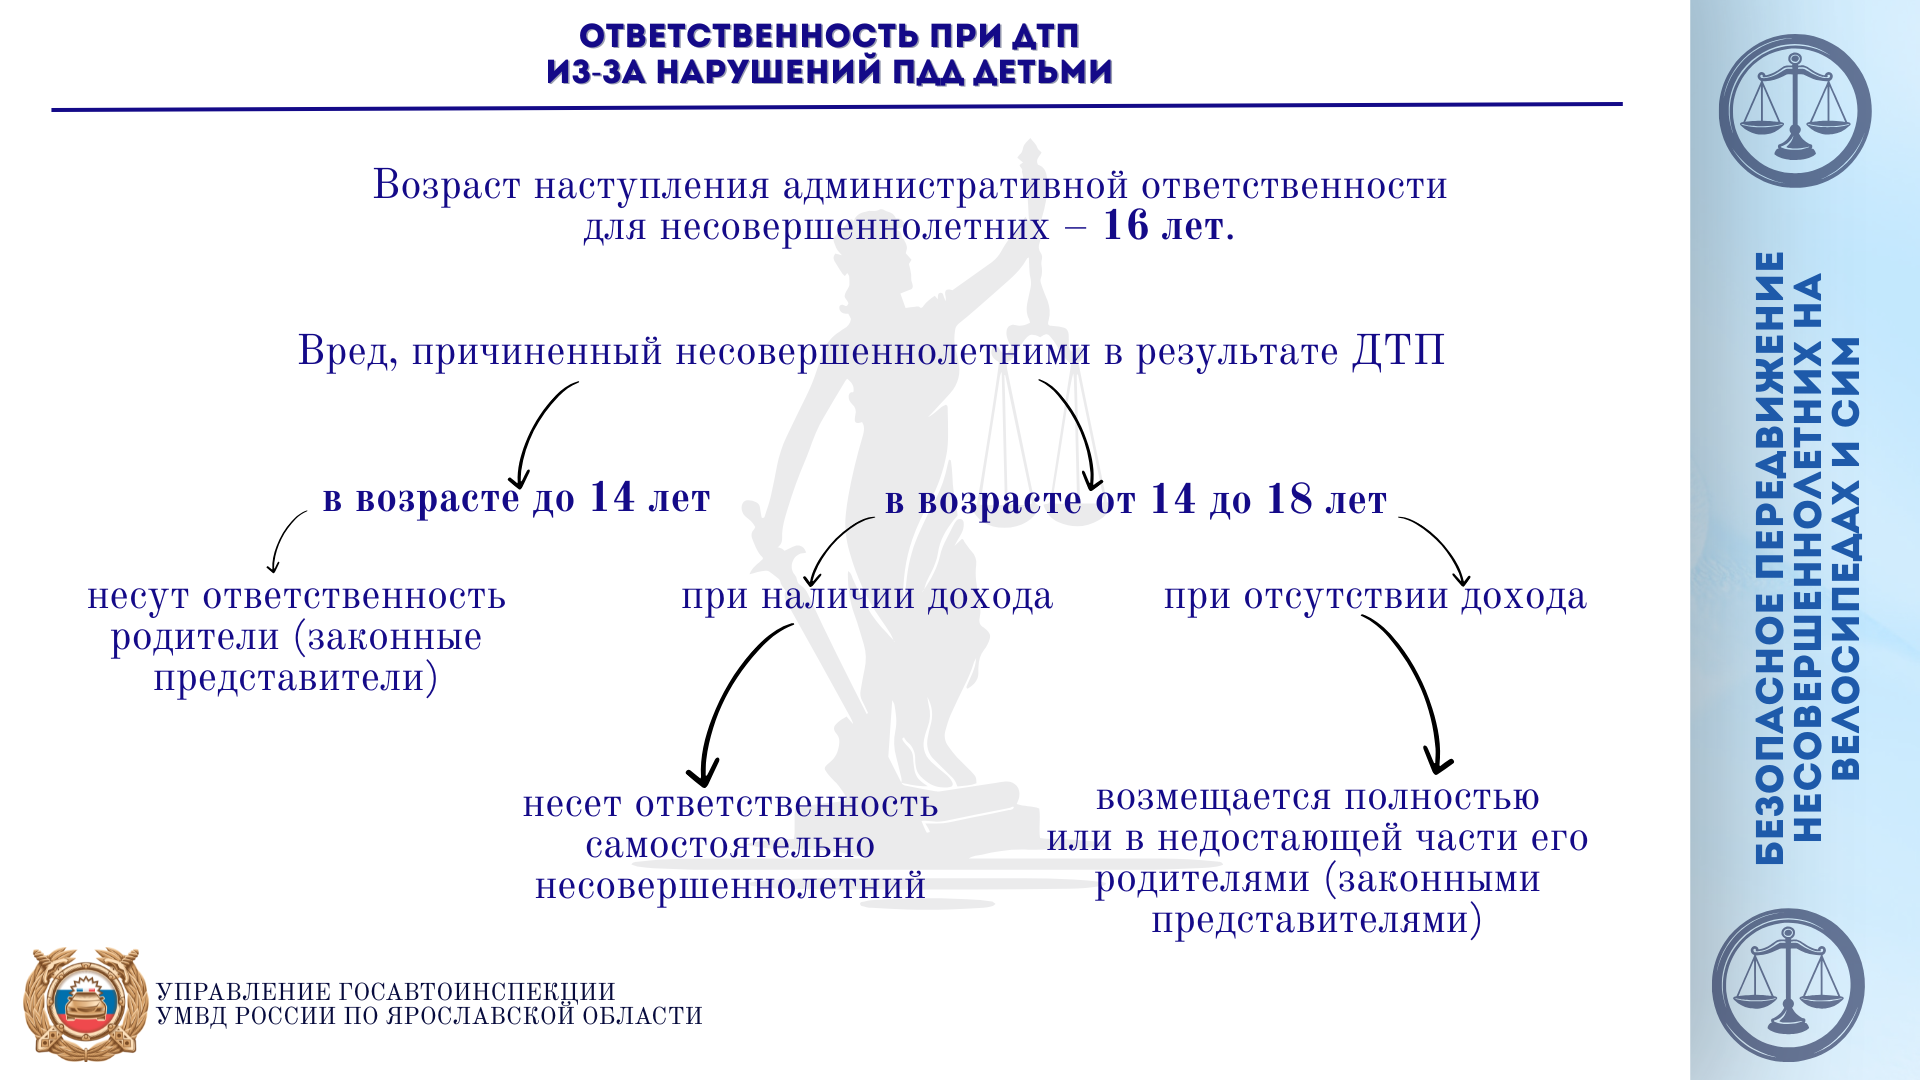 ОТВЕТСТВЕННОСТЬ ПРИ ДТП
ИЗ-ЗА НАРУШЕНИЙ ПДД ДЕТЬМИ
Возраст наступления административной ответственности
для несовершеннолетних – 16 лет.
Вред, причиненный несовершеннолетними в результате ДТП
в возрасте до 14 лет
в возрасте от 14 до 18 лет
несут ответственность
родители (законные
представители)
при наличии дохода
при отсутствии дохода
несет ответственность
самостоятельно
несовершеннолетний
возмещается полностью
или в недостающей части его
родителями (законными
представителями)
УПРАВЛЕНИЕ ГОСАВТОИНСПЕКЦИИ
УМВД РОССИИ ПО ЯРОСЛАВСКОЙ ОБЛАСТИ
БЕЗОПАСНОЕ ПЕРЕДВИЖЕНИЕ
НЕСОВЕРШЕННОЛЕТНИХ НА
ВЕЛОСИПЕДАХ И СИМ